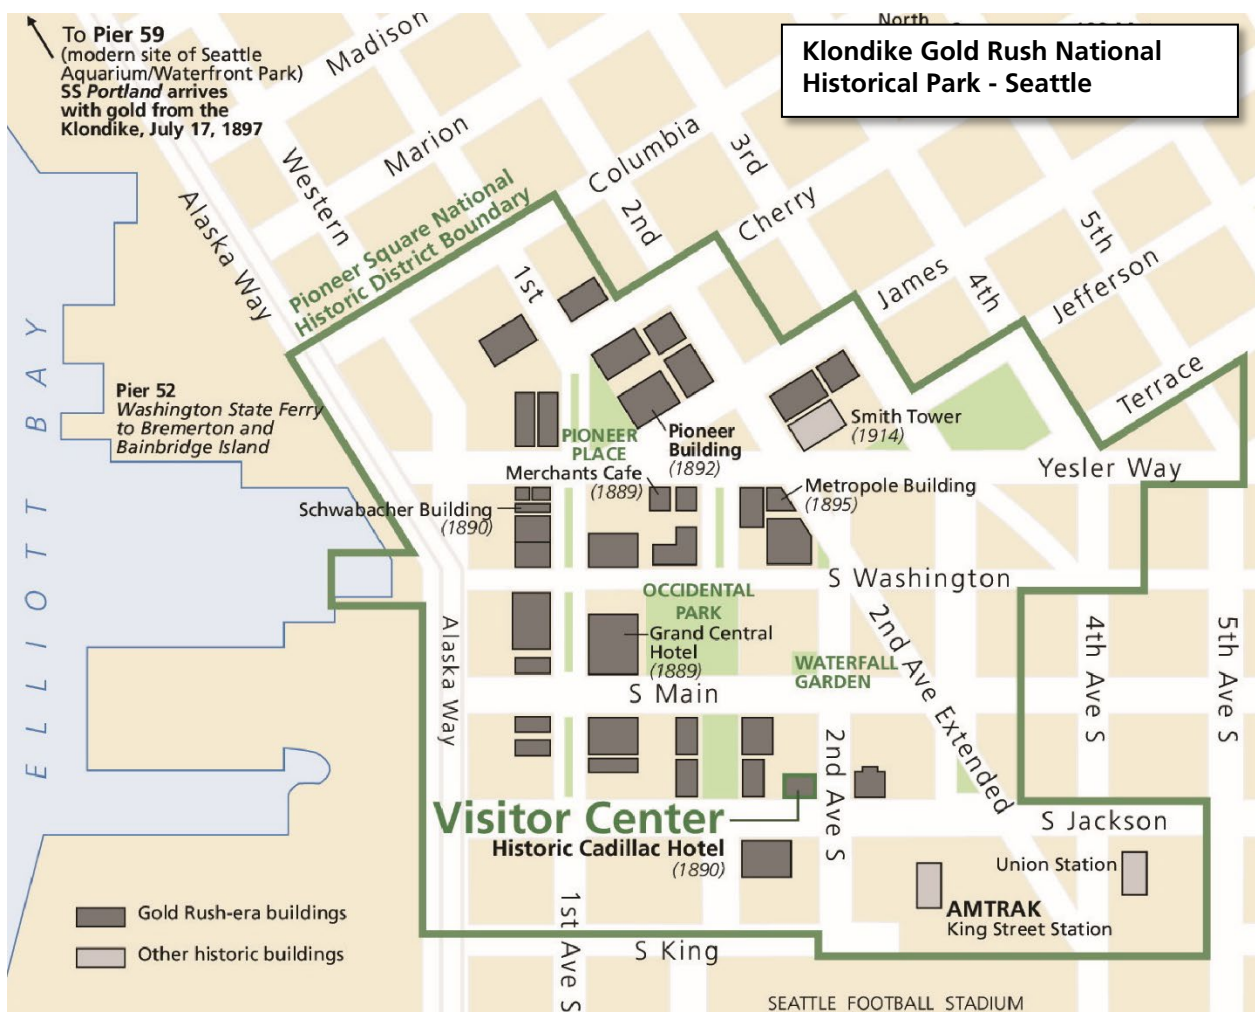 To Pier 59
(modern site of Seattle
Aquarium/Waterfront Park)
SS Portland arrives
with gold from the
Klondike, July 17, 1897
Klondike Gold Rush National
Historical Park - Seattle
North
Madison
Marion
Columbia
Cherry
James
Jefferson
Terrace
Western
Alaska Way
1st
2nd
3rd
4th
5th
Pioneer Square National
Historic District Boundary
ELLIOTT BAY
Pier 52
Washington State Ferry
to Bremerton and
Bainbridge Island
PIONEER
PLACE
Pioneer
Building
(1892)
Smith Tower
(1914)
Yesler Way
Merchants Cafe
(1889)
Metropole Building
(1895)
Schwabacher Building
(1890)
S Washington
OCCIDENTAL
PARK
Grand Central
Hotel
(1889)
WATERFALL
GARDEN
S Main
Alaska Way
2nd Ave Extended
4th Ave S
5th Ave S
2nd Ave S
Visitor Center
Historic Cadillac Hotel
(1890)
S Jackson
Union Station
AMTRAK
King Street Station
1st Ave S
S King
Gold Rush-era buildings
Other historic buildings
SEATTLE FOOTBALL STADIUM